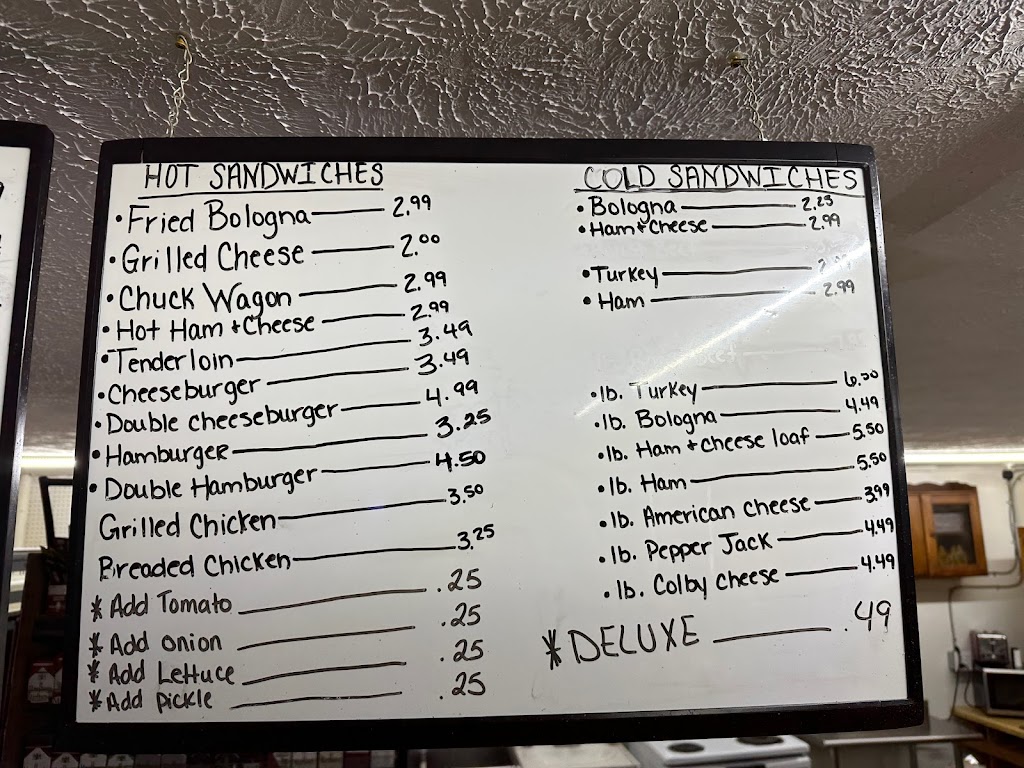 HOT SANDWICHES
• Fried Bologna 2.99
• Grilled Cheese 2.00
• Chuck Wagon 2.99
• Hot Ham + Cheese 2.99
• Tenderloin 3.49
• Cheeseburger 3.49
• Double cheeseburger 4.99
• Hamburger 3.25
• Double Hamburger 4.50
Grilled Chicken 3.50
Breaded Chicken 3.25
* Add Tomato .25
* Add onion .25
* Add Lettuce .25
* Add pickle .25
COLD SANDWICHES
• Bologna 2.25
• Ham + Cheese 2.99
• Turkey
• Ham 2.99
• lb. Turkey 6.50
• lb. Bologna 4.49
• lb. Ham + cheese loaf 5.50
• lb. Ham 5.50
• lb. American cheese 3.99
• lb. Pepper Jack 4.49
• lb. Colby cheese 4.49
* DELUXE .49